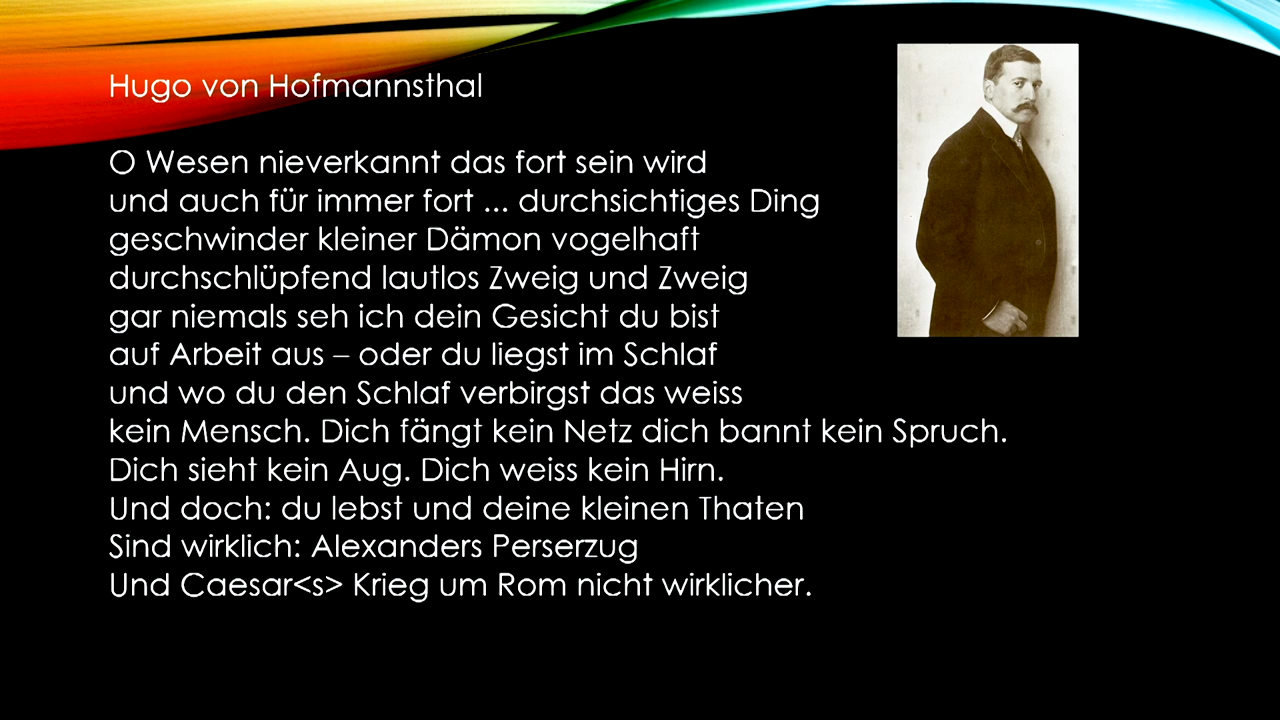 Hugo von Hofmannsthal
O Wesen nieverkannt das fort sein wird
und auch für immer fort ... durchsichtiges Ding
geschwinder kleiner Dämon vogelhaft
durchschlüpfend lautlos Zweig und Zweig
gar niemals seh ich dein Gesicht du bist
auf Arbeit aus – oder du liegst im Schlaf
und wo du den Schlaf verbirgst das weiss
kein Mensch. Dich fängt kein Netz dich bannt kein Spruch.
Dich sieht kein Aug. Dich weiss kein Hirn.
Und doch: du lebst und deine kleinen Thaten
Sind wirklich: Alexanders Perserzug
Und Caesar<s> Krieg um Rom nicht wirklicher.